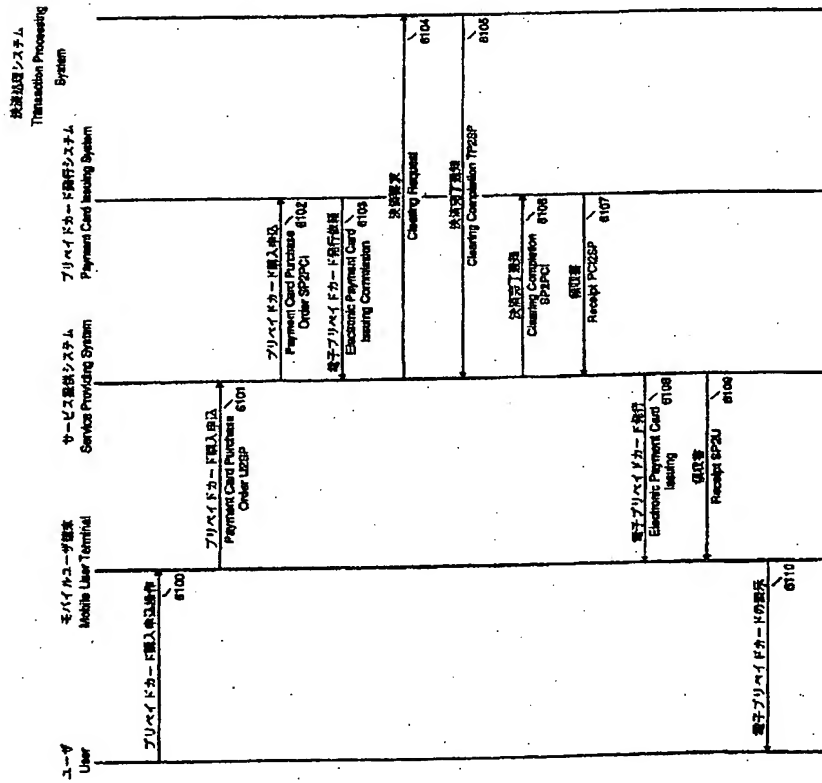 ユーザ
User
モバイルユーザ端末
Mobile User Terminal
サービス提供システム
Service Providing System
プリペイドカード発行システム
Payment Card Issuing System
決済処理システム
Transaction Processing
System
プリペイドカード購入申込操作
6100
プリペイドカード購入申込
Payment Card Purchase
Order U2SP
6101
プリペイドカード購入申込
Payment Card Purchase
Order SP2PCI
6102
電子プリペイドカード発行依頼
Electronic Payment Card
Issuing Commission
6103
決済要求
Clearing Request
6104
決済完了通知
Clearing Completion TP2SP
6105
決済完了通知
Clearing Completion
SP2PCI
6106
領収書
Receipt PCI2SP
6107
電子プリペイドカード発行
Electronic Payment Card
Issuing
6108
領収書
Receipt SP2U
6109
電子プリペイドカードの表示
6110